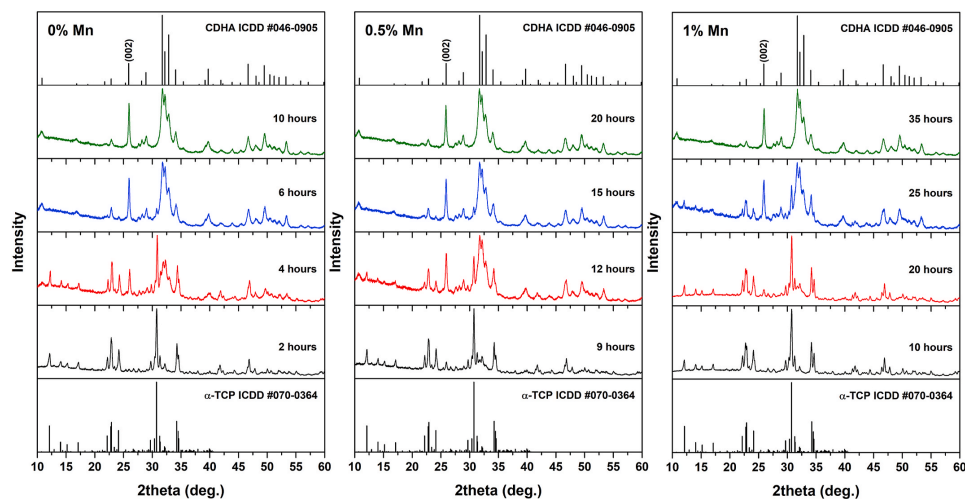 0% Mn
CDHA ICDD #046-0905
(002)
10 hours
6 hours
4 hours
2 hours
α-TCP ICDD #070-0364
Intensity
10 15 20 25 30 35 40 45 50 55 60
2theta (deg.)
0.5% Mn
CDHA ICDD #046-0905
(002)
20 hours
15 hours
12 hours
9 hours
α-TCP ICDD #070-0364
Intensity
10 15 20 25 30 35 40 45 50 55 60
2theta (deg.)
1% Mn
CDHA ICDD #046-0905
(002)
35 hours
25 hours
20 hours
10 hours
α-TCP ICDD #070-0364
Intensity
10 15 20 25 30 35 40 45 50 55 60
2theta (deg.)